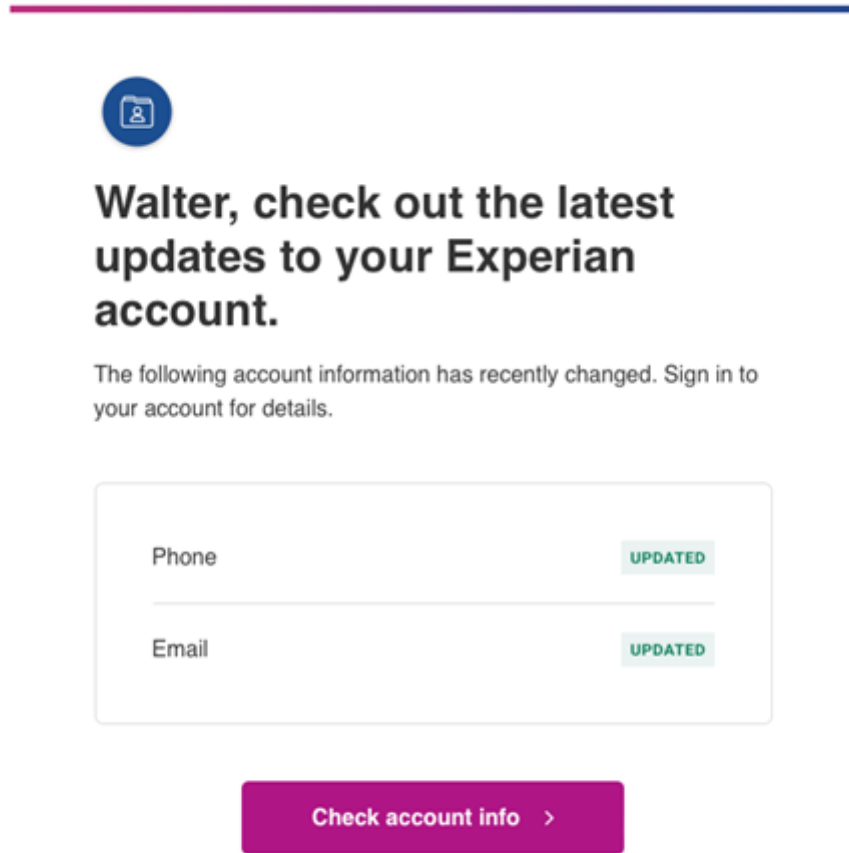 Walter, check out the latest
updates to your Experian
account.
The following account information has recently changed. Sign in to
your account for details.
Phone UPDATED
Email UPDATED
Check account info >